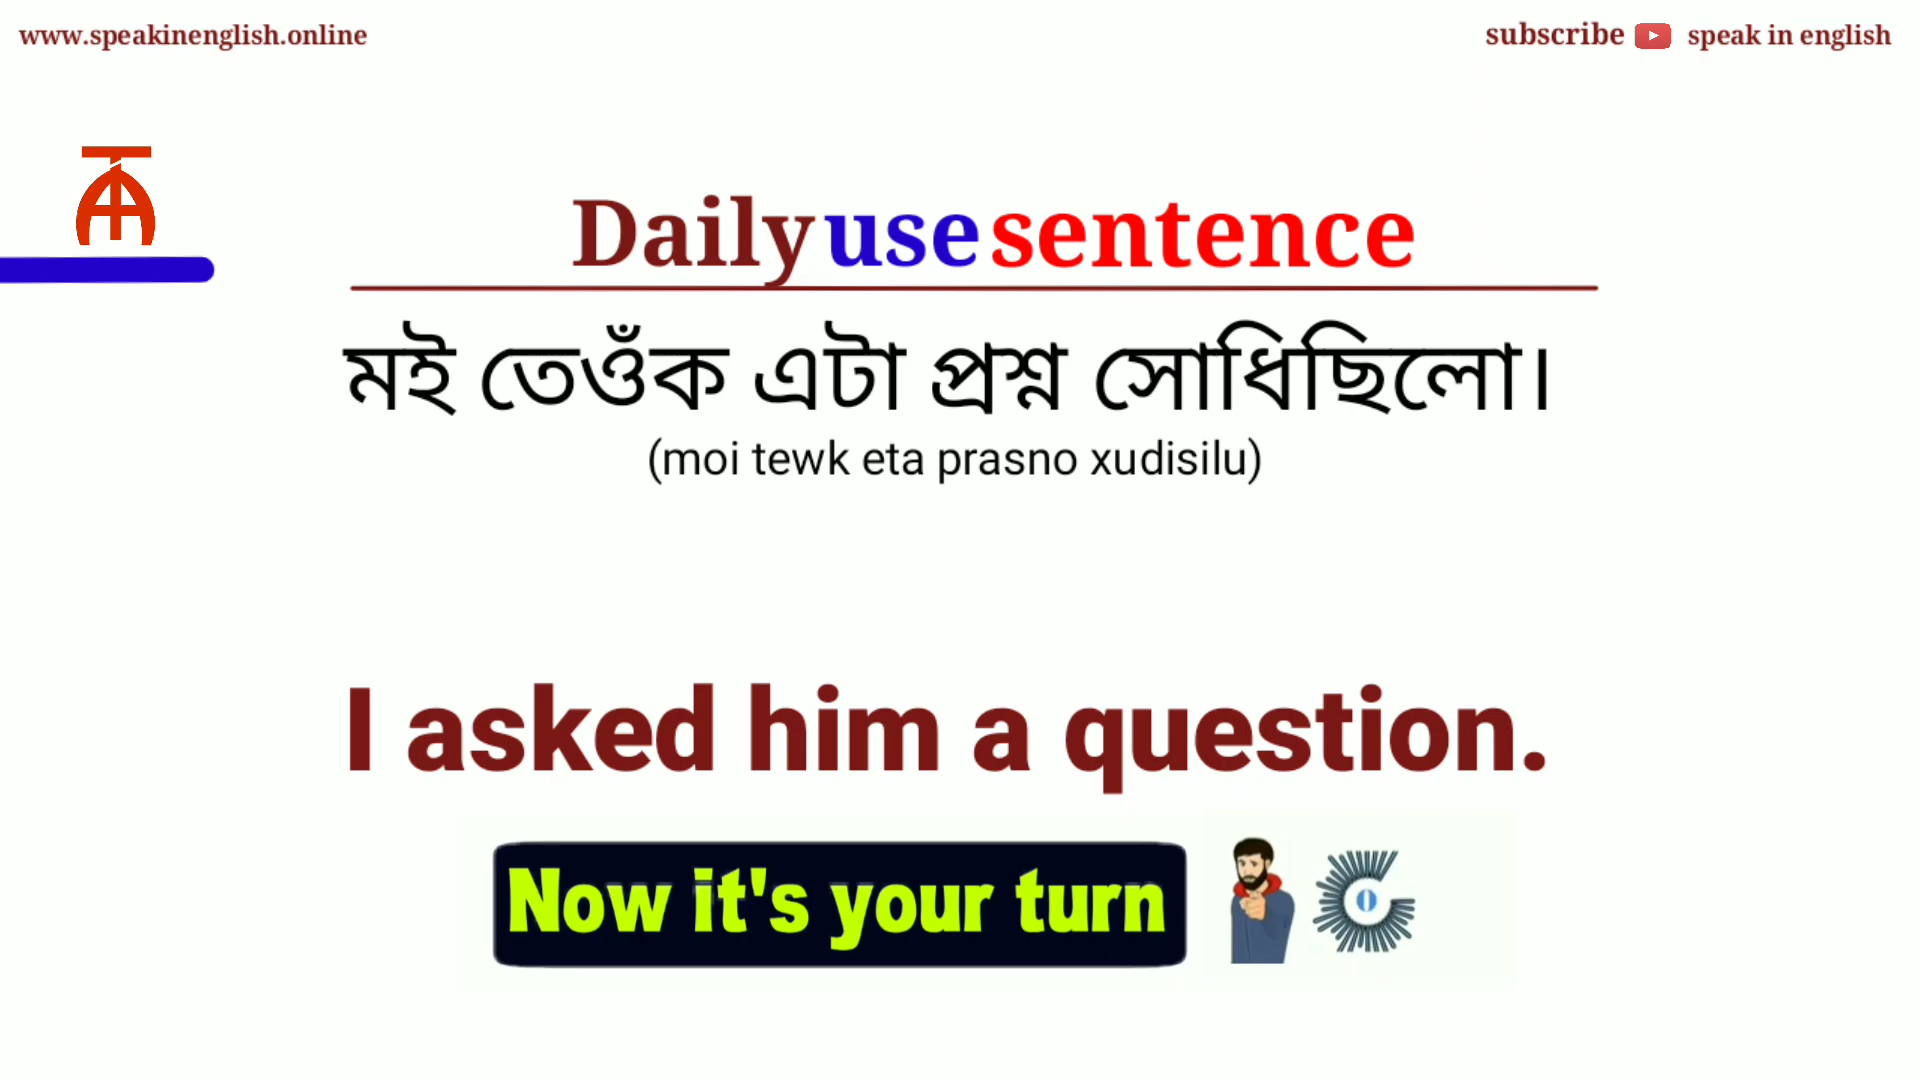 www.speakinenglish.online
subscribe speak in english
Daily use sentence
মই তেওঁক এটা প্ৰশ্ন সোধিছিলো।
(moi tewk eta prasno xudisilu)
I asked him a question.
Now it's your turn
0